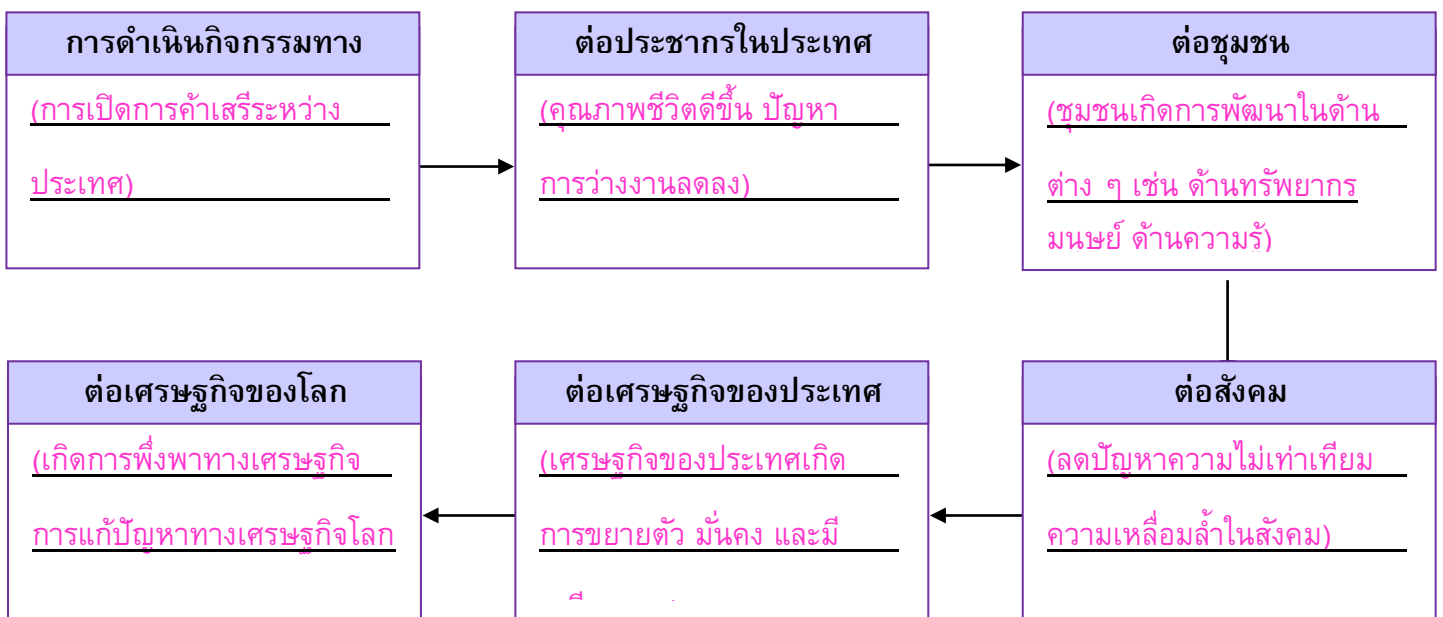 การดำเนินกิจกรรมทาง
(การเปิดการค้าเสรีระหว่าง
ประเทศ)
ต่อประชากรในประเทศ
(คุณภาพชีวิตดีขึ้น ปัญหา
การว่างงานลดลง)
ต่อชุมชน
(ชุมชนเกิดการพัฒนาในด้าน
ต่าง ๆ เช่น ด้านทรัพยากร
มนุษย์ ด้านความรู้)
ต่อสังคม
(ลดปัญหาความไม่เท่าเทียม
ความเหลื่อมล้ำในสังคม)
ต่อเศรษฐกิจของประเทศ
(เศรษฐกิจของประเทศเกิด
การขยายตัว มั่นคง และมี
ต่อเศรษฐกิจของโลก
(เกิดการพึ่งพาทางเศรษฐกิจ
การแก้ปัญหาทางเศรษฐกิจโลก